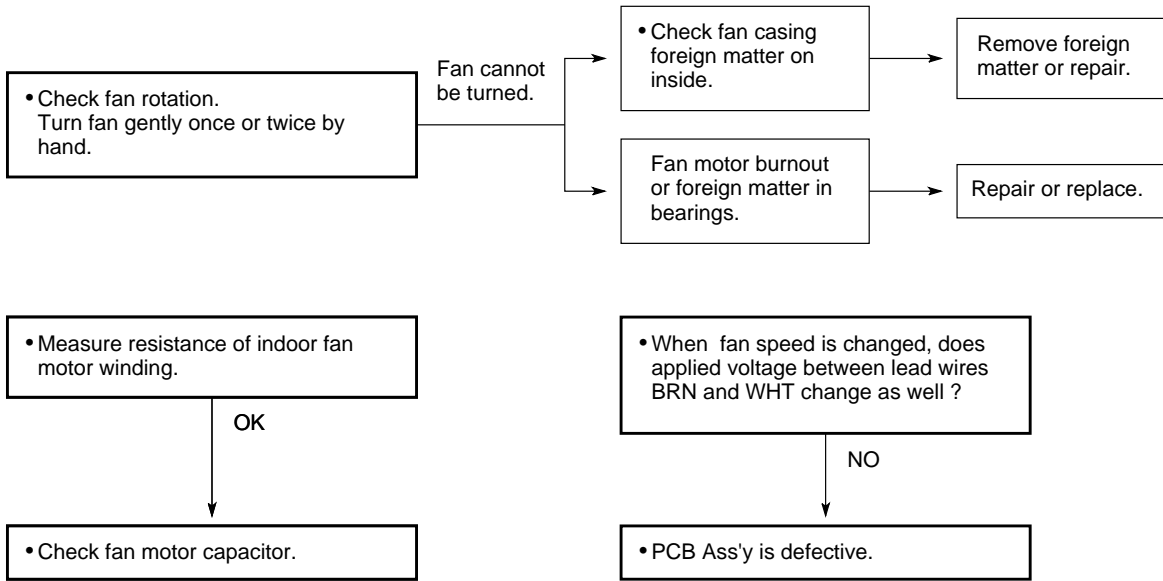 • Check fan rotation.
Turn fan gently once or twice by
hand.
Fan cannot
be turned.
• Check fan casing
foreign matter on
inside.
Remove foreign
matter or repair.
Fan motor burnout
or foreign matter in
bearings.
Repair or replace.
• Measure resistance of indoor fan
motor winding.
OK
• Check fan motor capacitor.
• When fan speed is changed, does
applied voltage between lead wires
BRN and WHT change as well ?
NO
• PCB Ass'y is defective.